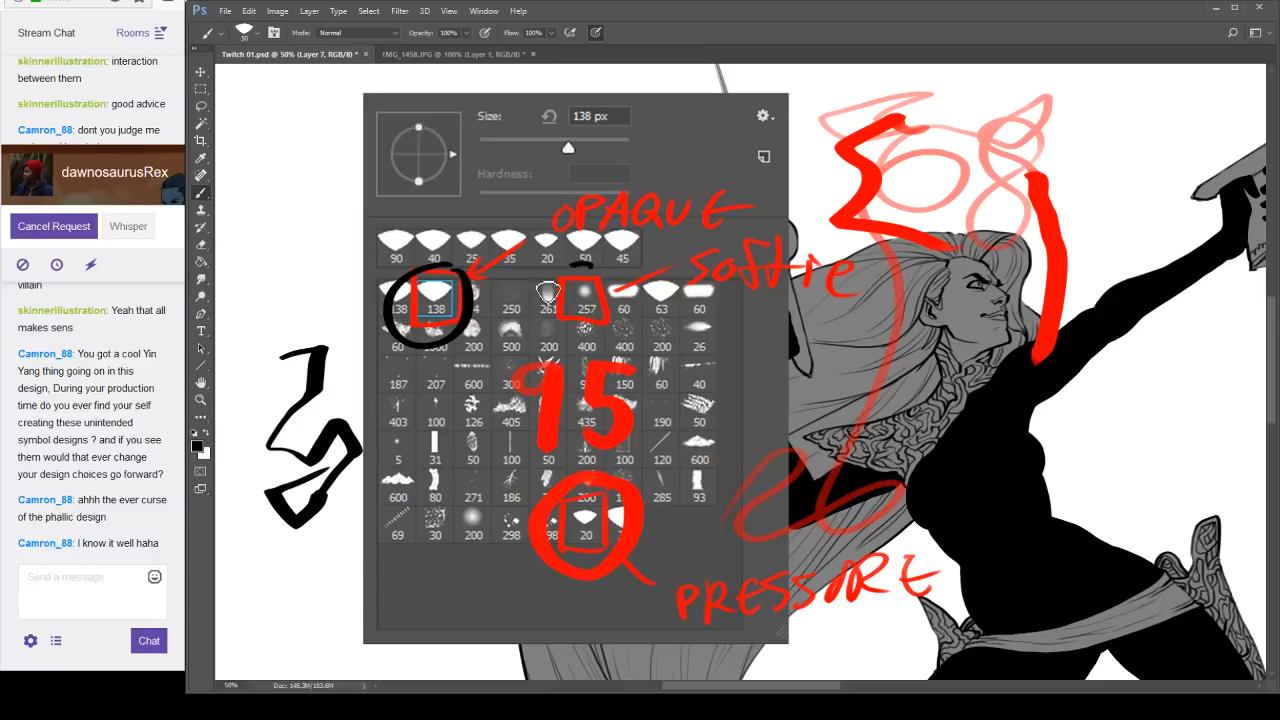 Stream Chat
Rooms
skinnerillustration: interaction
between them
skinnerillustration: good advice
Camron_88: dont you judge me
dawnosaurusRex
Cancel Request
Whisper
villain
skinnerillustration: Yeah that all
makes sens
Camron_88: You got a cool Yin
Yang thing going on in this
design, During your production
time do you ever find your self
creating these unintended
symbol designs ? and if you see
them would that ever change
your design choices go forward?
Camron_88: ahhh the ever curse
of the phallic design
Camron_88: I know it well haha
Send a message
Chat
Ps File Edit Image Layer Type Select Filter 3D View Window Help
50 Mode: Normal Opacity: 100% Flow: 100%
Twitch 01.psd @ 50% (Layer 7, RGB/8) * × IMG_1458.JPG @ 100% (Layer 1, RGB/8) * ×
Size: 138 px
Hardness:
OPAQUE
90 40 25 35 20 50 45
softie
138 138 250 261 257 60 63 60
60 200 500 200 400 400 200 26
187 207 600 300 150 60 40
95
403 100 126 405 435 190 50
5 31 50 100 50 200 100 120 600
600 80 271 186 200 285 93
69 30 200 298 98 20
PRESSURE
50% Doc: 148.3M/183.6M